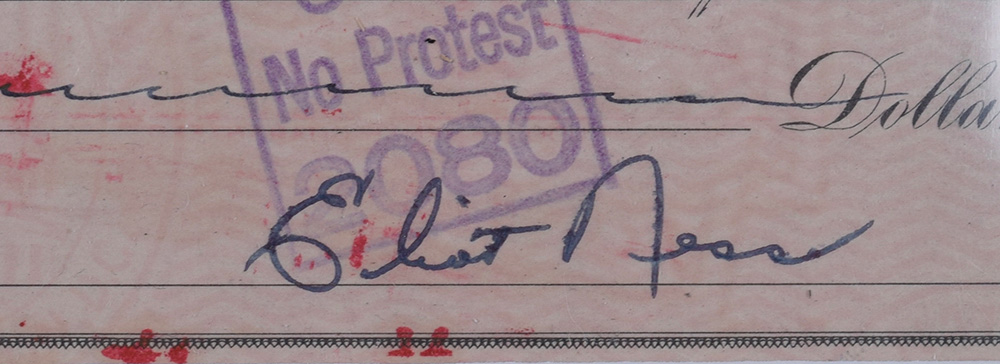 No Protest
Dolla
2080
Eliot Ness